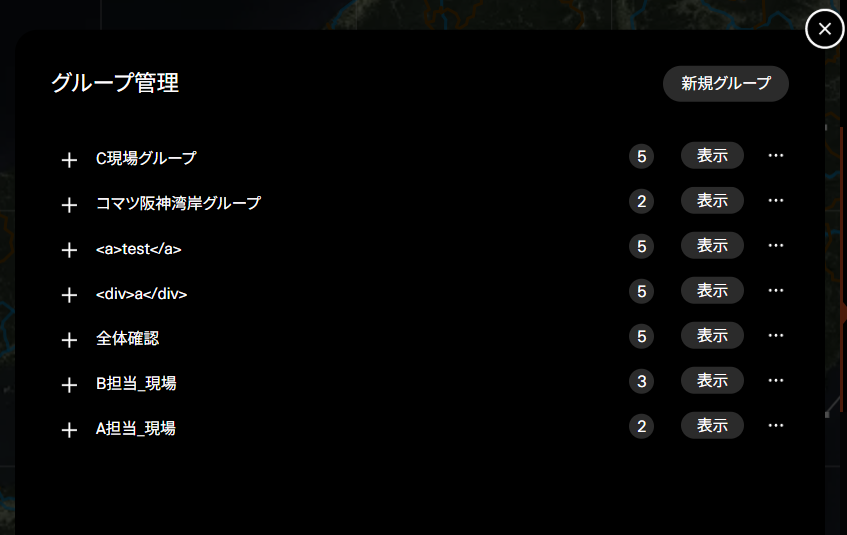 グループ管理 新規グループ
C現場グループ 5 表示 ···
コマツ阪神湾岸グループ 2 表示 ···
<a>test</a> 5 表示 ···
<div>a</div> 5 表示 ···
全体確認 5 表示 ···
B担当_現場 3 表示 ···
A担当_現場 2 表示 ···